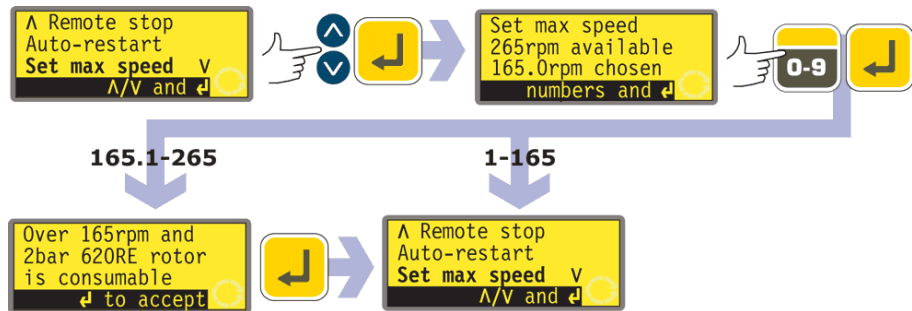 Λ Remote stop
Auto-restart
Set max speed V
Λ/V and ↲
Set max speed
265rpm available
165.0rpm chosen
numbers and ↲
0-9
165.1-265
1-165
Over 165rpm and
2bar 620RE rotor
is consumable
↲ to accept
Λ Remote stop
Auto-restart
Set max speed V
Λ/V and ↲